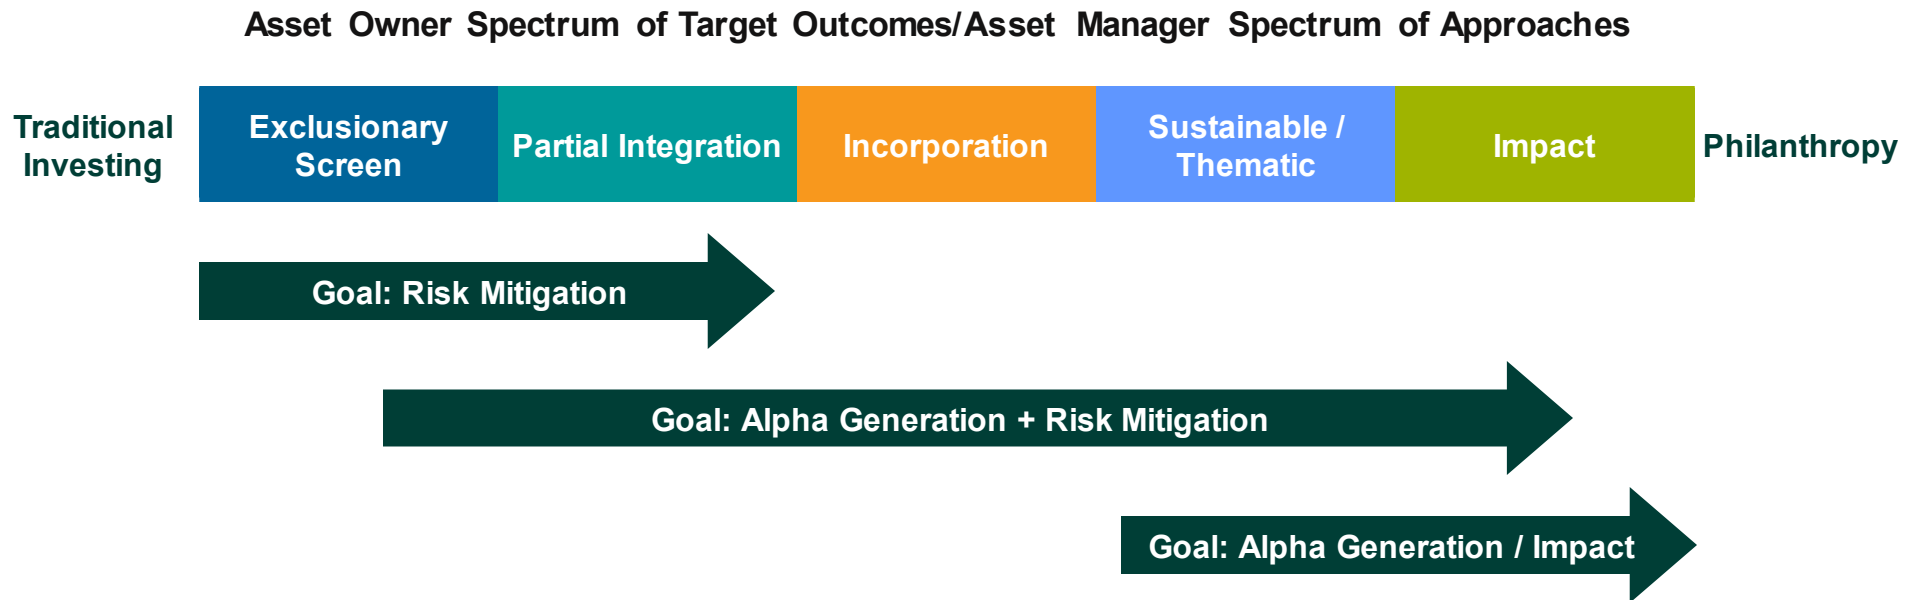 Asset Owner Spectrum of Target Outcomes/Asset Manager Spectrum of Approaches
Traditional
Investing
Exclusionary
Screen
Partial Integration
Incorporation
Sustainable /
Thematic
Impact
Philanthropy
Goal: Risk Mitigation
Goal: Alpha Generation + Risk Mitigation
Goal: Alpha Generation / Impact